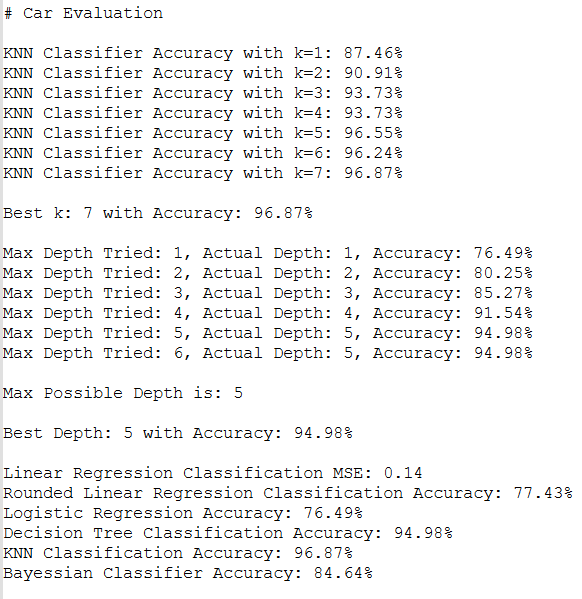 # Car Evaluation
KNN Classifier Accuracy with k=1: 87.46%
KNN Classifier Accuracy with k=2: 90.91%
KNN Classifier Accuracy with k=3: 93.73%
KNN Classifier Accuracy with k=4: 93.73%
KNN Classifier Accuracy with k=5: 96.55%
KNN Classifier Accuracy with k=6: 96.24%
KNN Classifier Accuracy with k=7: 96.87%
Best k: 7 with Accuracy: 96.87%
Max Depth Tried: 1, Actual Depth: 1, Accuracy: 76.49%
Max Depth Tried: 2, Actual Depth: 2, Accuracy: 80.25%
Max Depth Tried: 3, Actual Depth: 3, Accuracy: 85.27%
Max Depth Tried: 4, Actual Depth: 4, Accuracy: 91.54%
Max Depth Tried: 5, Actual Depth: 5, Accuracy: 94.98%
Max Depth Tried: 6, Actual Depth: 5, Accuracy: 94.98%
Max Possible Depth is: 5
Best Depth: 5 with Accuracy: 94.98%
Linear Regression Classification MSE: 0.14
Rounded Linear Regression Classification Accuracy: 77.43%
Logistic Regression Accuracy: 76.49%
Decision Tree Classification Accuracy: 94.98%
KNN Classification Accuracy: 96.87%
Bayessian Classifier Accuracy: 84.64%